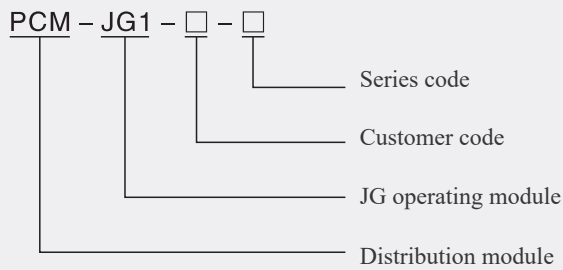 PCM – JG1 – □ – □
Series code
Customer code
JG operating module
Distribution module